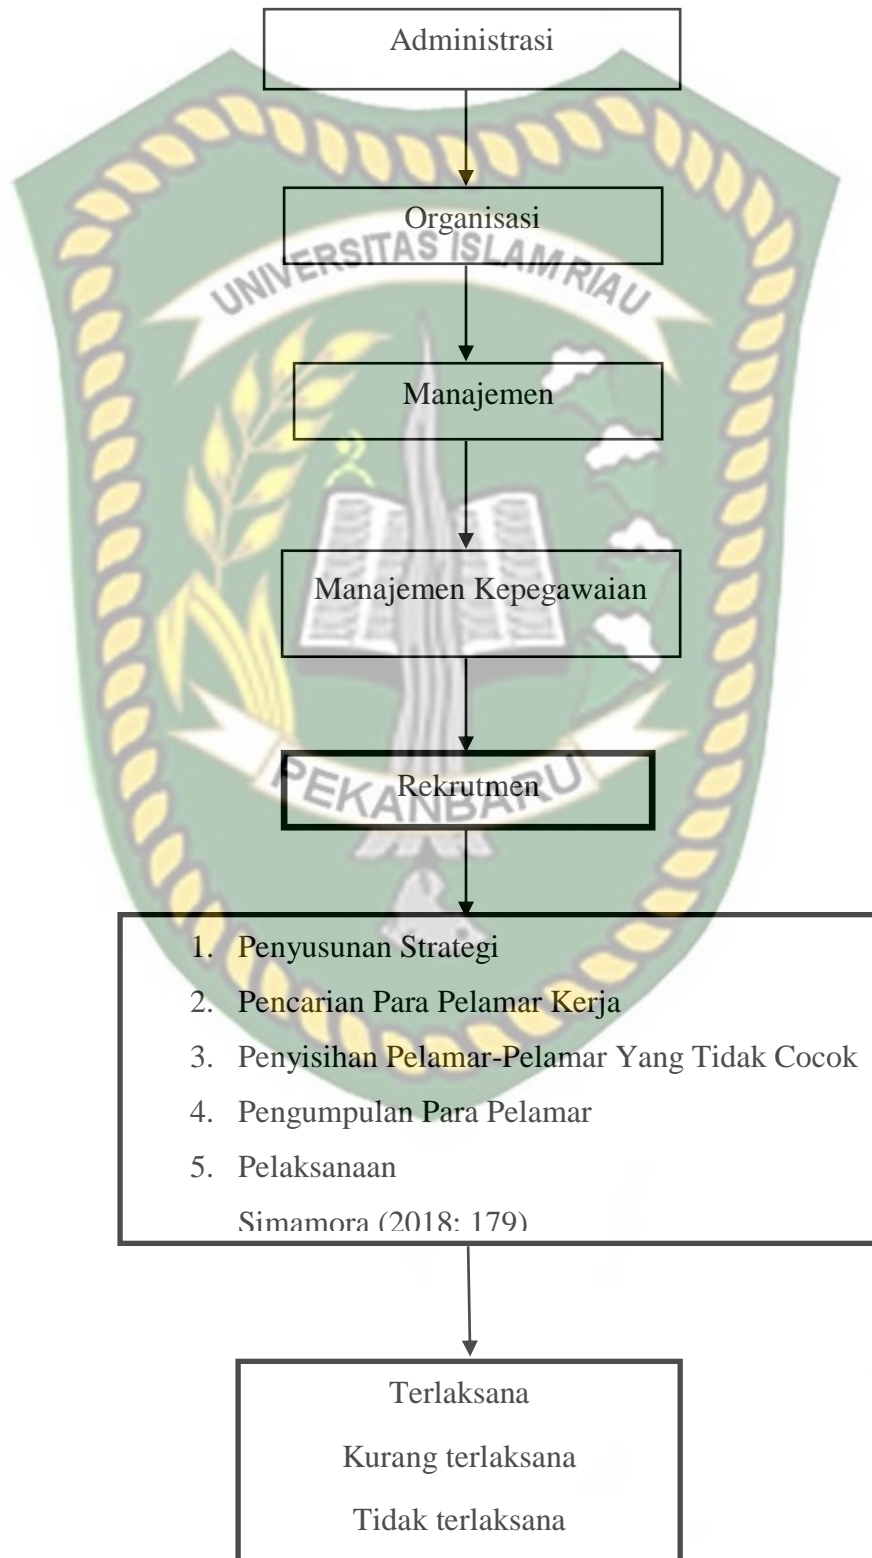 Administrasi
Organisasi
UNIVERSITAS ISLAM RIAU
Manajemen
Manajemen Kepegawaian
Rekrutmen
PEKANBARU
1. Penyusunan Strategi
2. Pencarian Para Pelamar Kerja
3. Penyisihan Pelamar-Pelamar Yang Tidak Cocok
4. Pengumpulan Para Pelamar
5. Pelaksanaan
Simamora (2018: 179)
Terlaksana
Kurang terlaksana
Tidak terlaksana